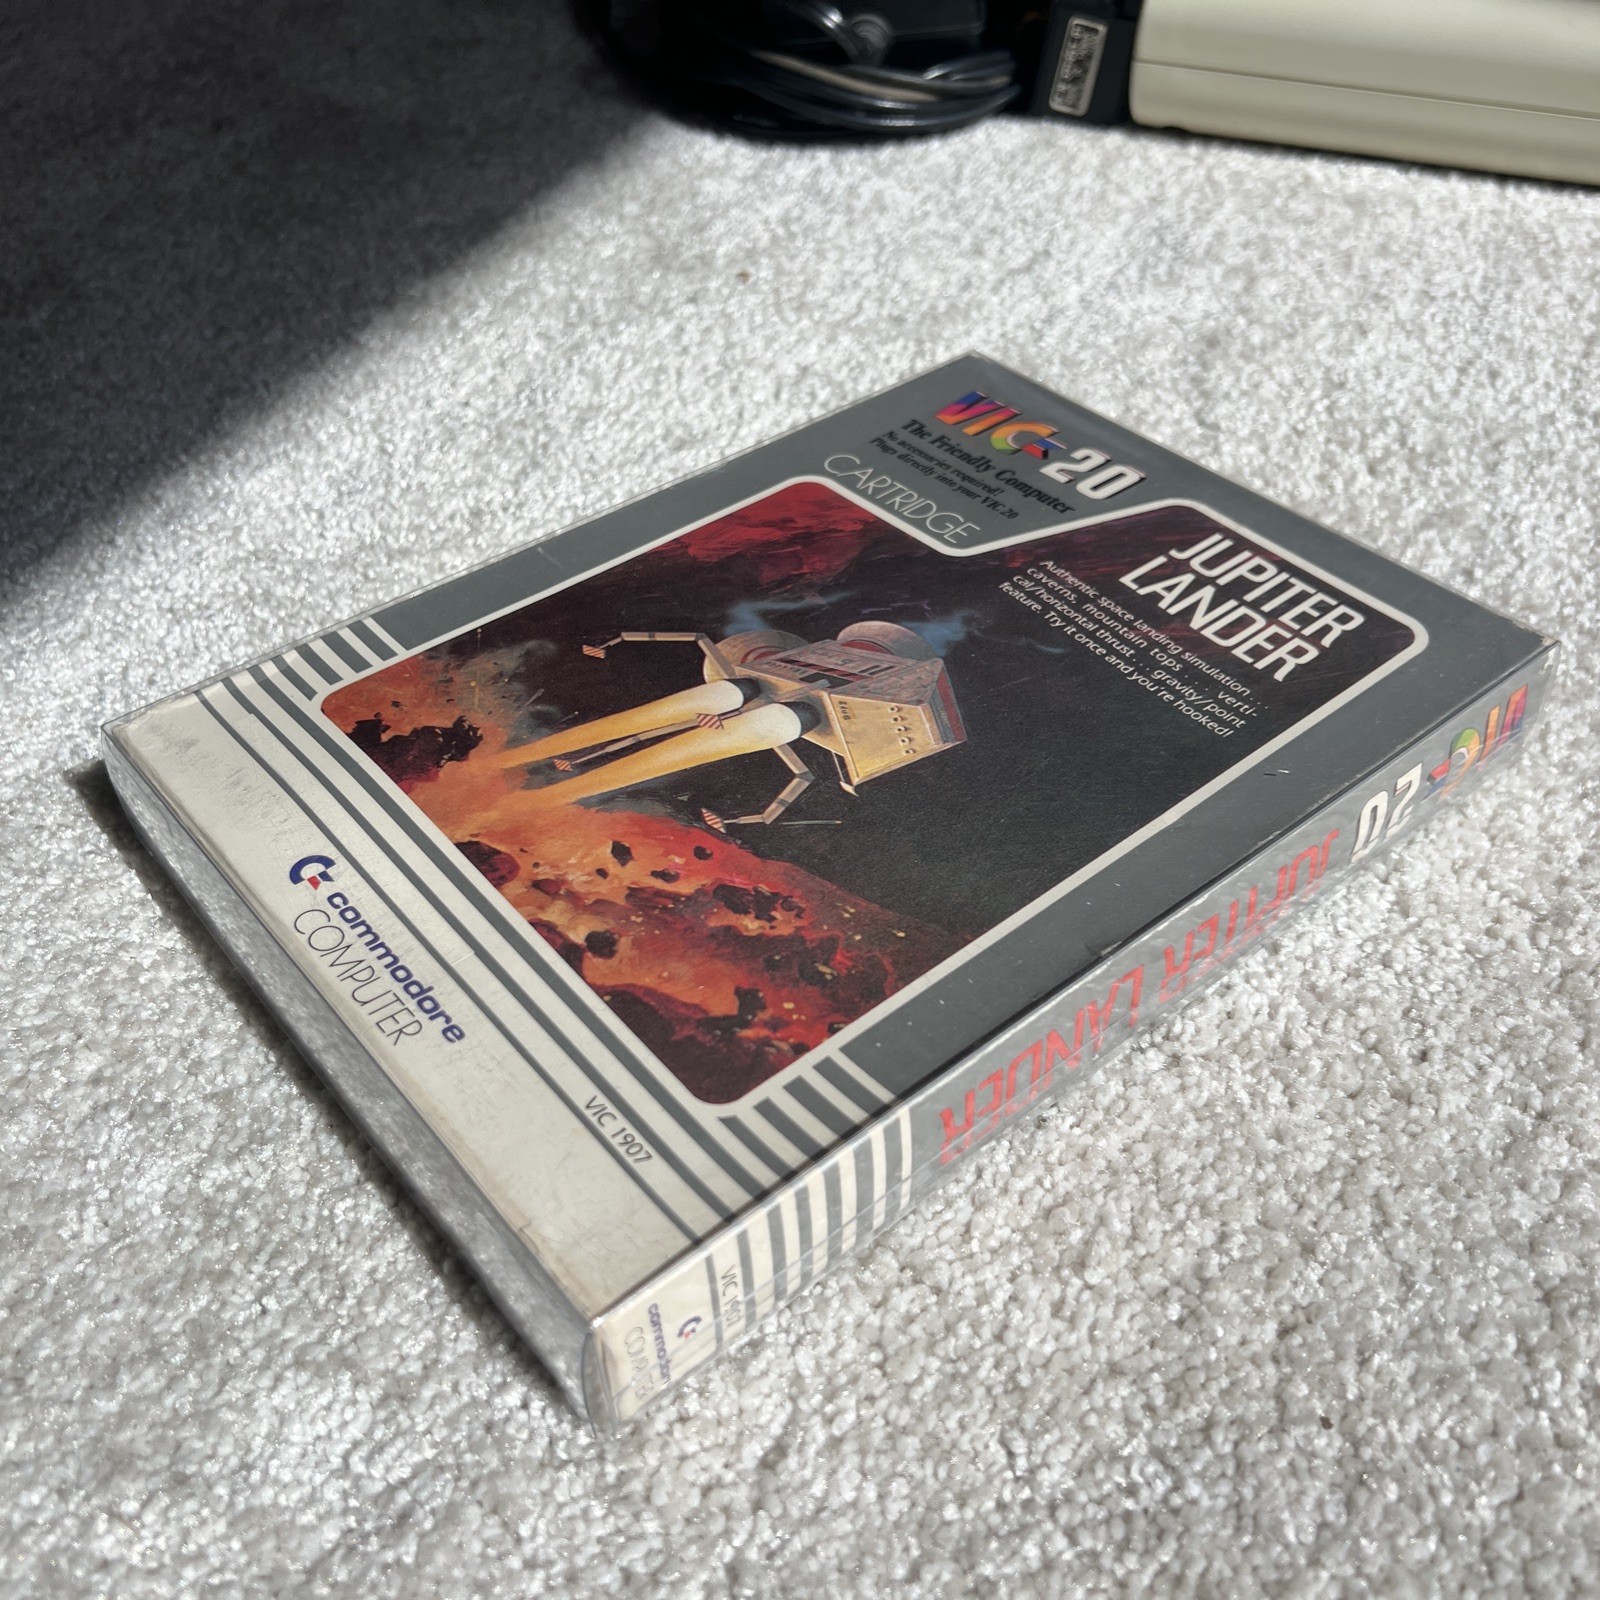 VIC-20
The Friendly Computer
No accessories required!
Plugs directly into your VIC 20
CARTRIDGE
JUPITER
LANDER
Authentic space landing simulation . .
caverns, mountain tops . . . verti-
cal/horizontal thrust . . . gravity/point
feature. Try it once and you're hooked!
commodore
COMPUTER
VIC 1907
VIC-20
JUPITER LANDER
VIC 1907
commodore
COMPUTER